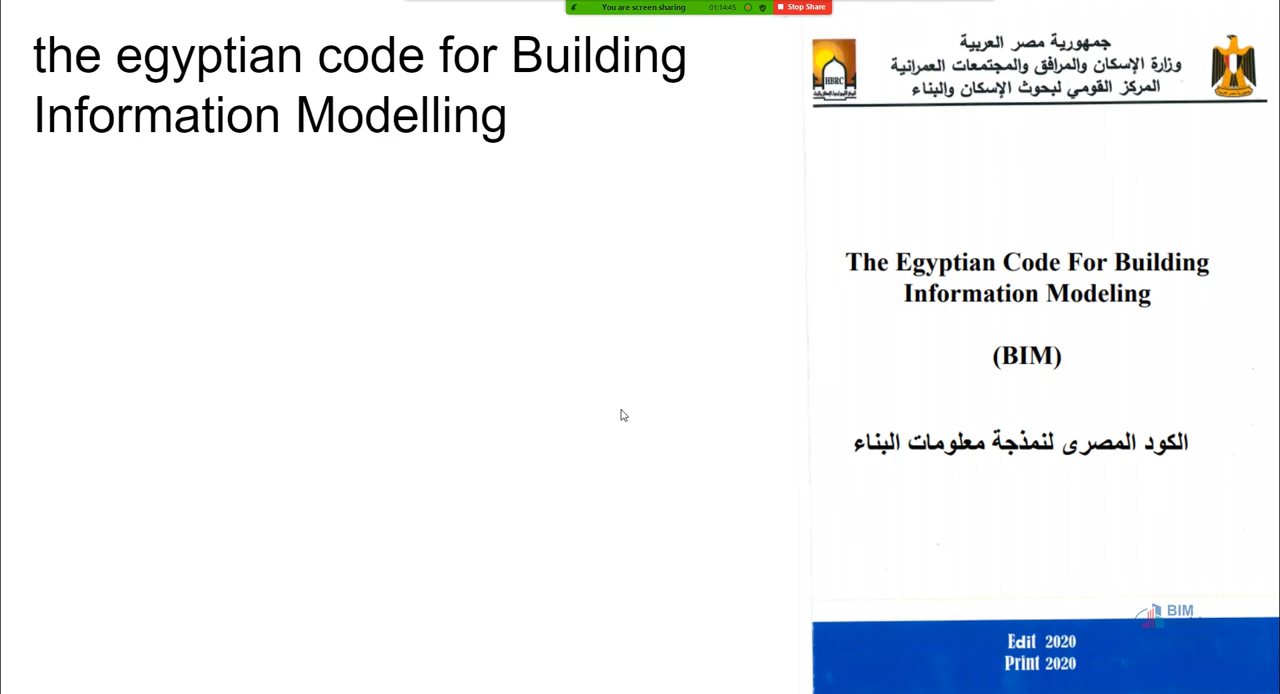 You are screen sharing
01:14:45
Stop Share
the egyptian code for Building
Information Modelling
جمهورية مصر العربية
وزارة الإسكان والمرافق والمجتمعات العمرانية
المركز القومي لبحوث الإسكان والبناء
HBRC
The Egyptian Code For Building
Information Modeling
(BIM)
الكود المصرى لنمذجة معلومات البناء
BIM
Edit 2020
Print 2020